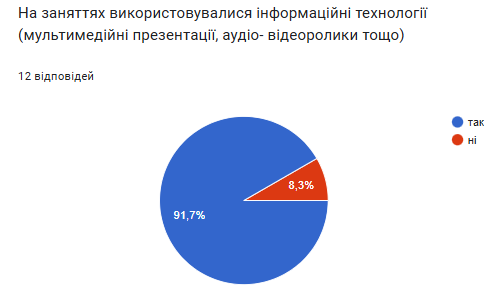 На заняттях використовувалися інформаційні технології
(мультимедійні презентації, аудіо- відеоролики тощо)
12 відповідей
так
ні
8,3%
91,7%